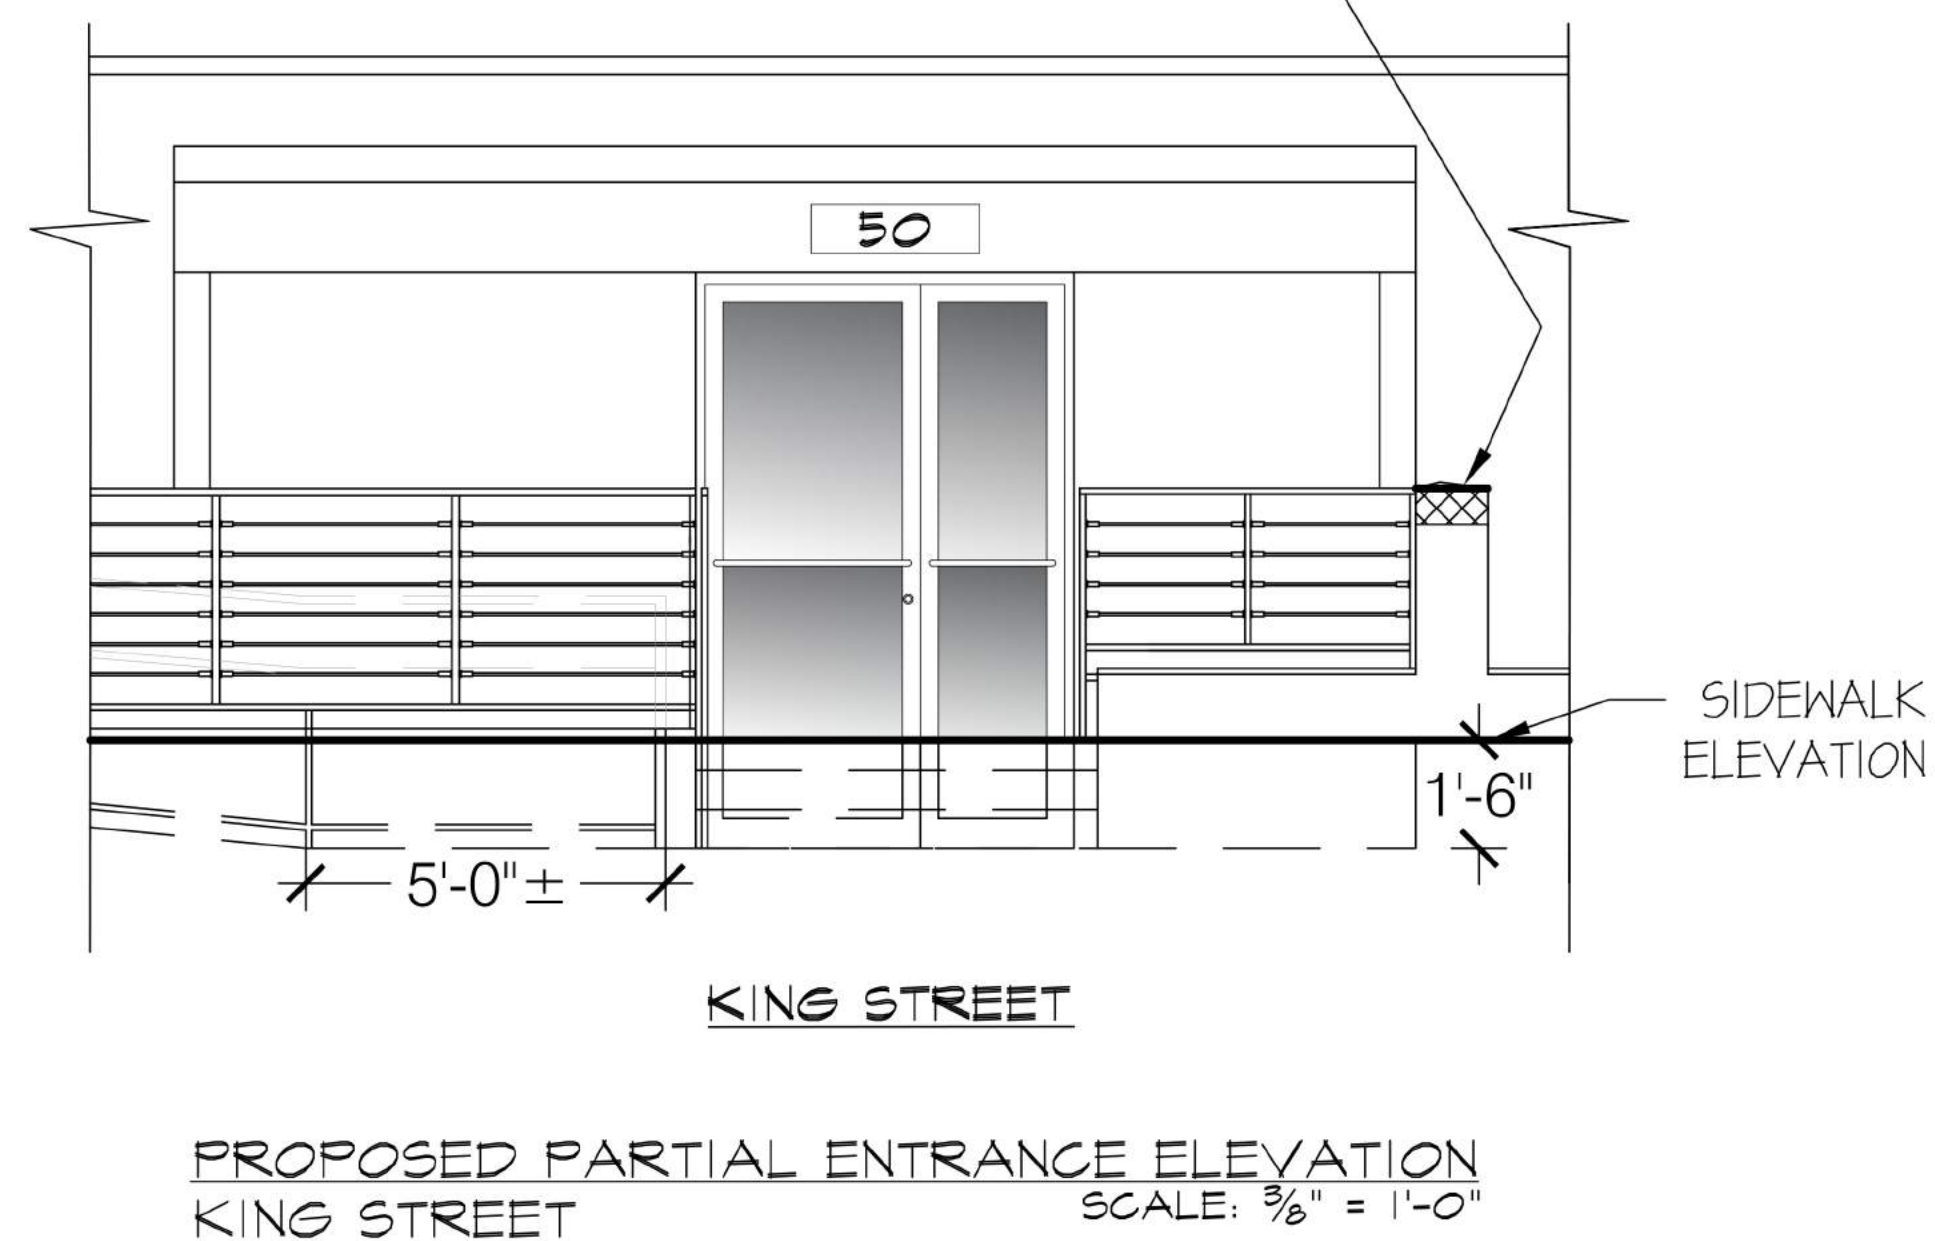 50
SIDEWALK
ELEVATION
1'-6"
5'-0"±
KING STREET
PROPOSED PARTIAL ENTRANCE ELEVATION
KING STREET
SCALE: 3/8" = 1'-0"